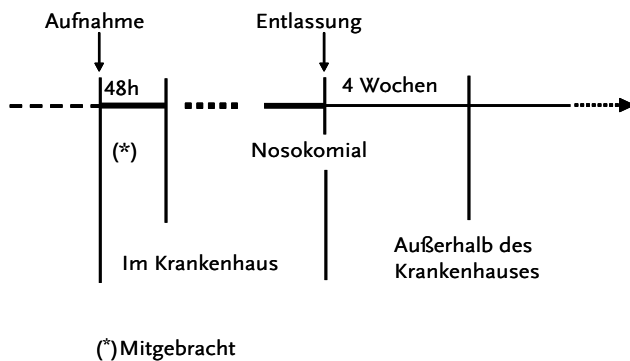 Aufnahme
Entlassung
48h
4 Wochen
(*)
Nosokomial
Im Krankenhaus
Außerhalb des
Krankenhauses
(*)Mitgebracht